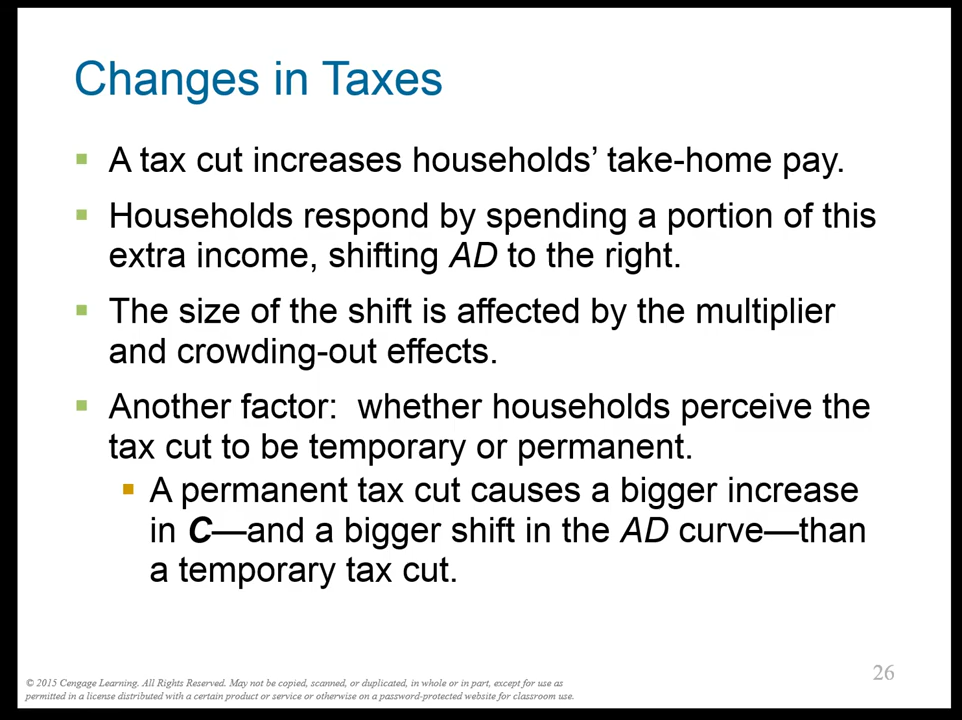 Changes in Taxes
▪ A tax cut increases households’ take-home pay.
▪ Households respond by spending a portion of this
extra income, shifting AD to the right.
▪ The size of the shift is affected by the multiplier
and crowding-out effects.
▪ Another factor:  whether households perceive the
tax cut to be temporary or permanent.
▪ A permanent tax cut causes a bigger increase
in C—and a bigger shift in the AD curve—than
a temporary tax cut.
26
© 2015 Cengage Learning. All Rights Reserved. May not be copied, scanned, or duplicated, in whole or in part, except for use as
permitted in a license distributed with a certain product or service or otherwise on a password-protected website for classroom use.